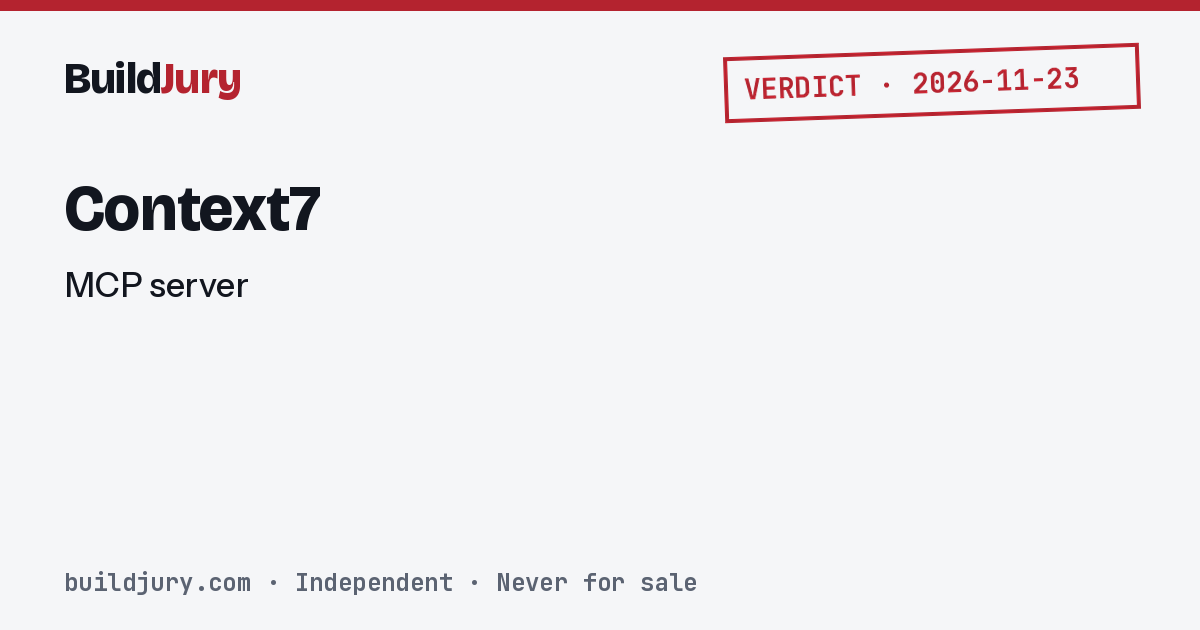 BuildJury
VERDICT · 2026-11-23
Context7
MCP server
buildjury.com · Independent · Never for sale